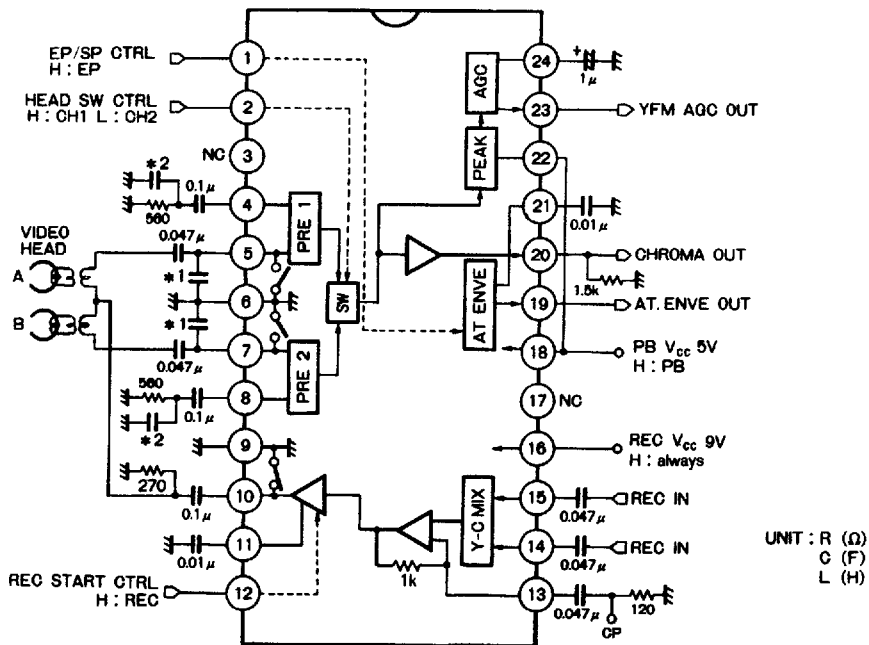 EP/SP CTRL
H : EP
HEAD SW CTRL
H : CH1 L : CH2
NC
*2
0.1μ
560
VIDEO
HEAD
0.047μ
A
*1
B
*1
0.047μ
560
*2
0.1μ
270
0.1μ
0.01μ
REC START CTRL
H : REC
1
2
3
4
5
6
7
8
9
10
11
12
PRE 1
PRE 2
SW
AGC
PEAK
AT ENVE
Y-C MIX
1k
24
23
22
21
20
19
18
17
16
15
14
13
+
1μ
YFM AGC OUT
0.01μ
CHROMA OUT
1.5k
AT. ENVE OUT
PB Vcc 5V
H : PB
NC
REC Vcc 9V
H : always
REC IN
0.047μ
REC IN
0.047μ
0.047μ
120
CP
UNIT : R (Ω)
C (F)
L (H)